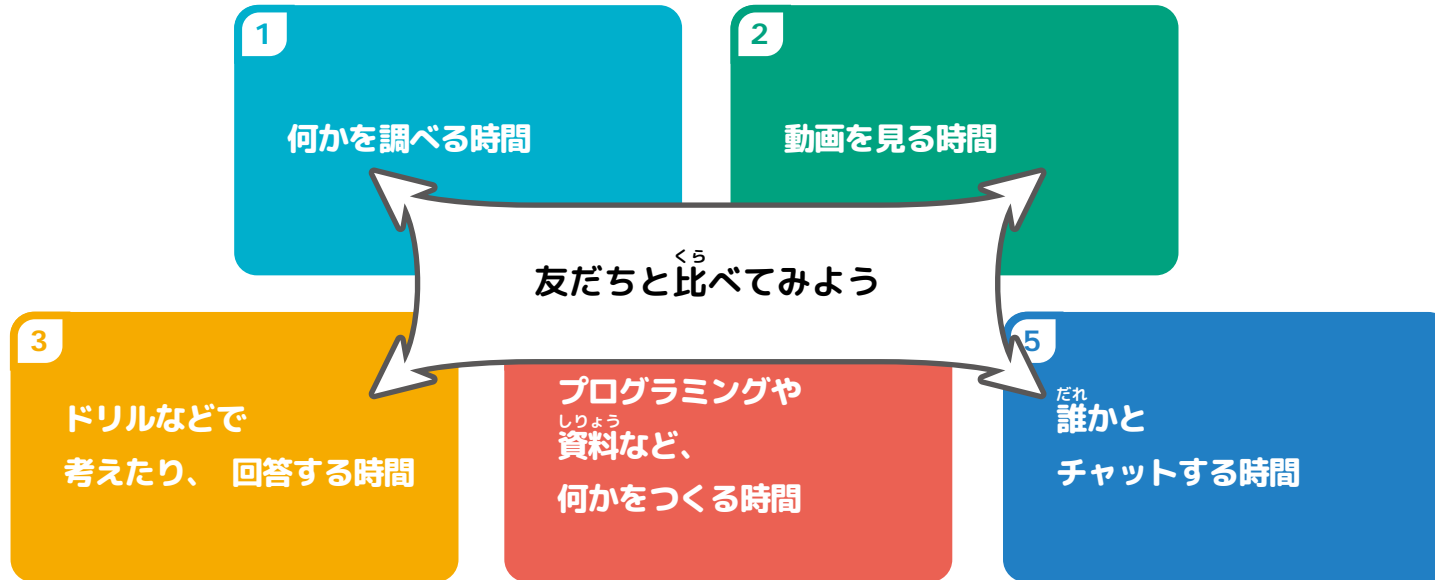 1
何かを調べる時間
2
動画を見る時間
くら
友だちと比べてみよう
3
ドリルなどで
考えたり、 回答する時間
プログラミングや
しりょう
資料など、
何かをつくる時間
5
だれ
誰かと
チャットする時間